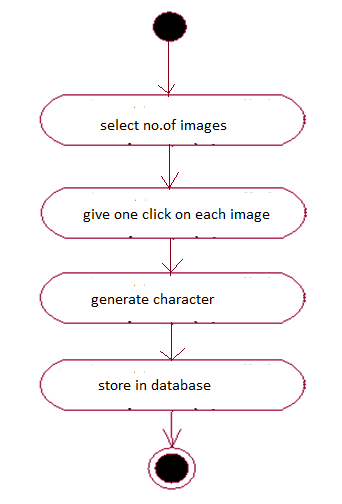 select no.of images
give one click on each image
generate character
store in database